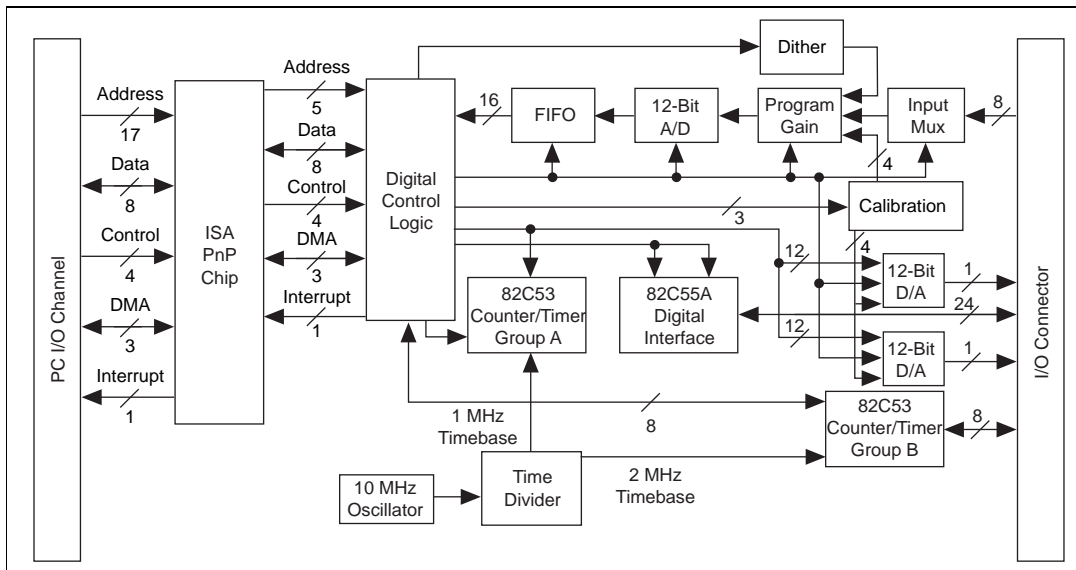 PC I/O Channel
Address
17
Data
8
Control
4
DMA
3
Interrupt
1
ISA
PnP
Chip
Address
5
Data
8
Control
4
DMA
3
Interrupt
1
Digital
Control
Logic
Dither
16
FIFO
12-Bit
A/D
Program
Gain
Input
Mux
8
4
3
Calibration
4
82C53
Counter/Timer
Group A
82C55A
Digital
Interface
12
12-Bit
D/A
1
24
12
12-Bit
D/A
1
82C53
Counter/Timer
Group B
8
8
1 MHz
Timebase
Time
Divider
2 MHz
Timebase
10 MHz
Oscillator
I/O Connector